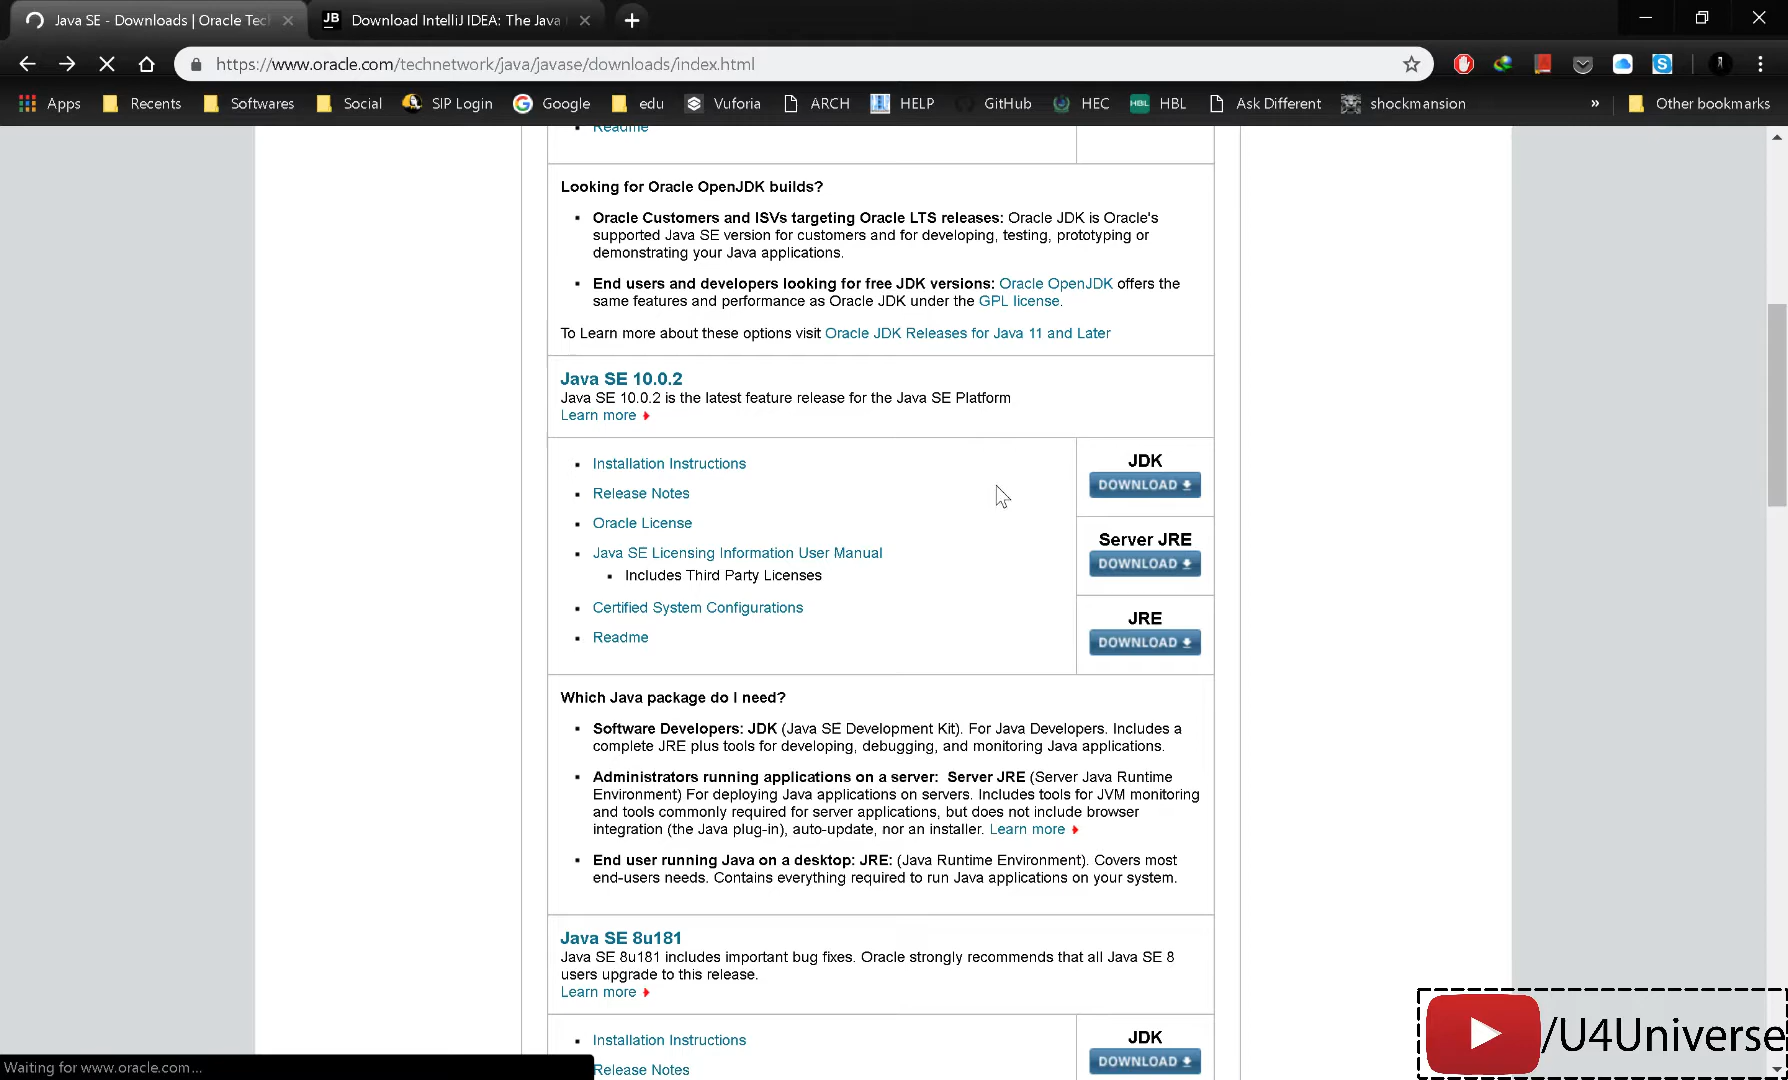 Java SE - Downloads | Oracle Tec
JB Download IntelliJ IDEA: The Java
https://www.oracle.com/technetwork/java/javase/downloads/index.html
Apps Recents Softwares Social SIP Login Google edu Vuforia ARCH HELP GitHub HEC HBL HBL Ask Different shockmansion » Other bookmarks
Readme
Looking for Oracle OpenJDK builds?
Oracle Customers and ISVs targeting Oracle LTS releases: Oracle JDK is Oracle's
supported Java SE version for customers and for developing, testing, prototyping or
demonstrating your Java applications.
End users and developers looking for free JDK versions: Oracle OpenJDK offers the
same features and performance as Oracle JDK under the GPL license.
To Learn more about these options visit Oracle JDK Releases for Java 11 and Later
Java SE 10.0.2
Java SE 10.0.2 is the latest feature release for the Java SE Platform
Learn more
Installation Instructions
Release Notes
Oracle License
Java SE Licensing Information User Manual
Includes Third Party Licenses
Certified System Configurations
Readme
JDK
DOWNLOAD
Server JRE
DOWNLOAD
JRE
DOWNLOAD
Which Java package do I need?
Software Developers: JDK (Java SE Development Kit). For Java Developers. Includes a
complete JRE plus tools for developing, debugging, and monitoring Java applications.
Administrators running applications on a server: Server JRE (Server Java Runtime
Environment) For deploying Java applications on servers. Includes tools for JVM monitoring
and tools commonly required for server applications, but does not include browser
integration (the Java plug-in), auto-update, nor an installer. Learn more
End user running Java on a desktop: JRE: (Java Runtime Environment). Covers most
end-users needs. Contains everything required to run Java applications on your system.
Java SE 8u181
Java SE 8u181 includes important bug fixes. Oracle strongly recommends that all Java SE 8
users upgrade to this release.
Learn more
Installation Instructions
Release Notes
JDK
DOWNLOAD
Waiting for www.oracle.com...
/U4Universe